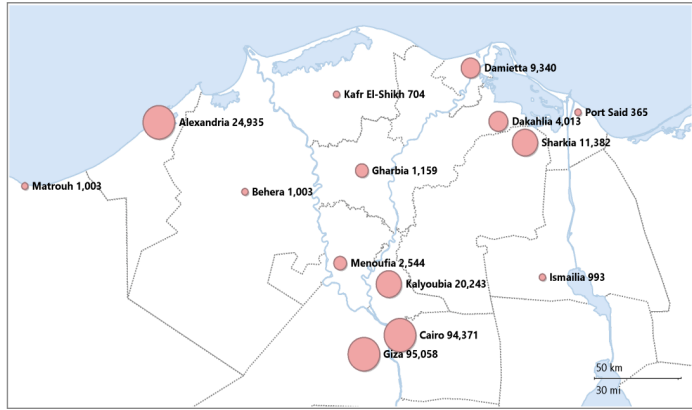 Damietta 9,340
Kafr El-Shikh 704
Port Said 365
Alexandria 24,935
Dakahlia 4,013
Sharkia 11,382
Gharbia 1,159
Matrouh 1,003
Behera 1,003
Menoufia 2,544
Ismailia 993
Kalyoubia 20,243
Cairo 94,371
Giza 95,058
50 km
30 mi